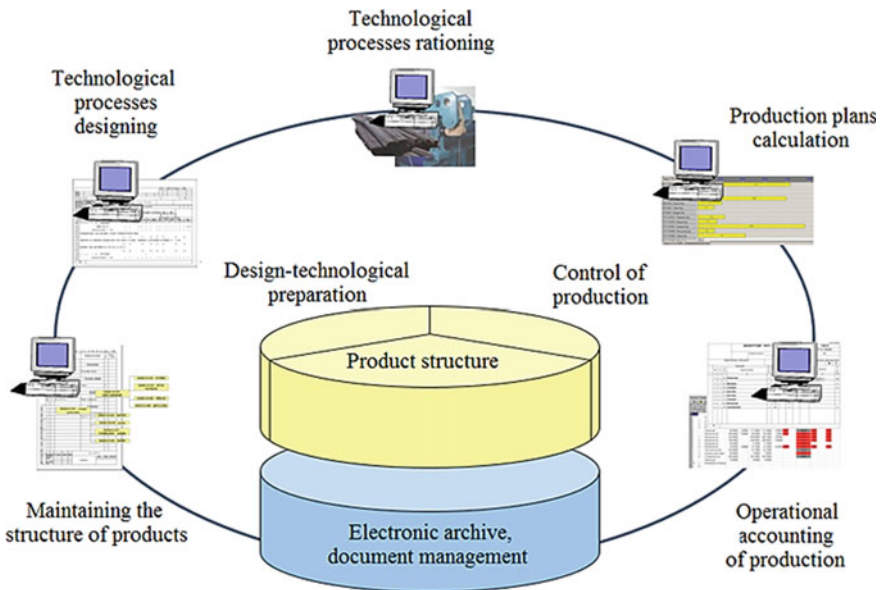 Technological
processes rationing
Technological
processes
designing
Production plans
calculation
Design-technological
preparation
Control of
production
Product structure
Maintaining the
structure of products
Electronic archive,
document management
Operational
accounting
of production